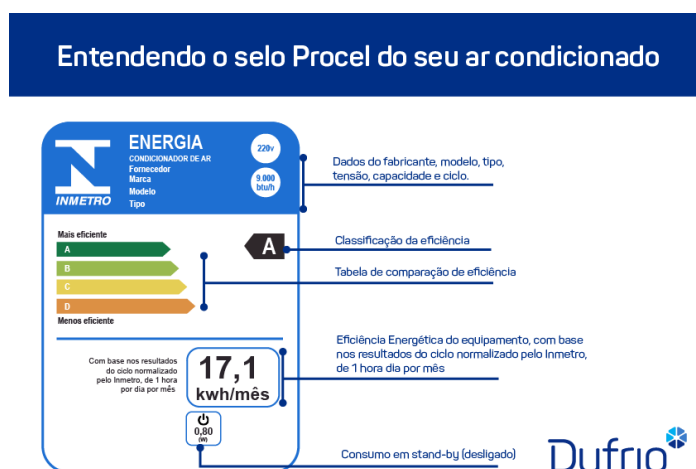 Entendendo o selo Procel do seu ar condicionado
ENERGIA
CONDICIONADOR DE AR
Fornecedor
Marca
Modelo
Tipo
INMETRO
220v
9.000
btu/h
Dados do fabricante, modelo, tipo,
tensão, capacidade e ciclo.
Mais eficiente
A
B
C
D
Menos eficiente
A
Classificação da eficiência
Tabela de comparação de eficiência
Com base nos resultados
do ciclo normalizado
pelo Inmetro, de 1 hora
por dia por mês
17,1
kwh/mês
Eficiência Energética do equipamento, com base
nos resultados do ciclo normalizado pelo Inmetro,
de 1 hora dia por mês
0,80
(W)
Consumo em stand-by (desligado)
Dufrio